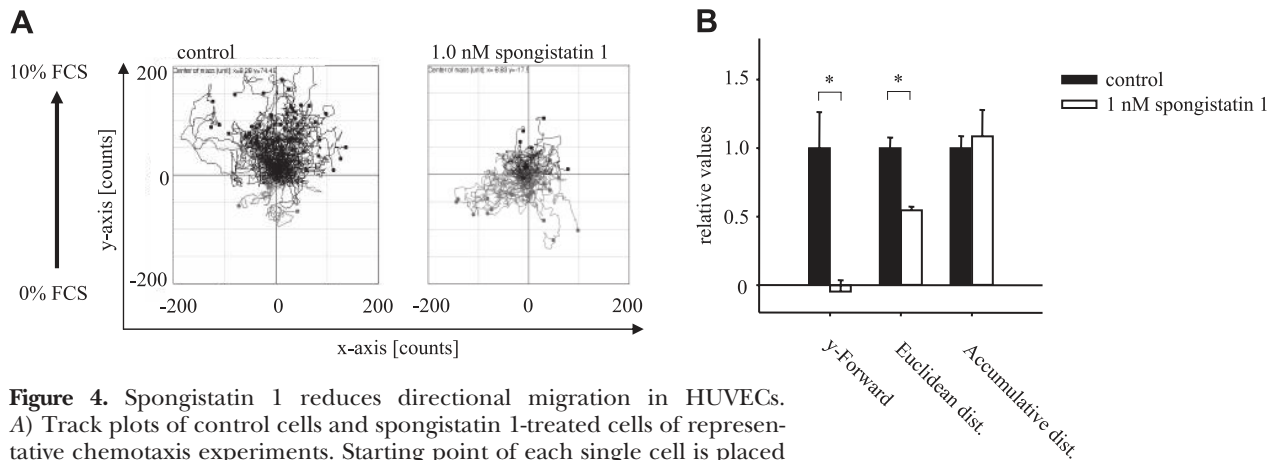 A
control
1.0 nM spongistatin 1
10% FCS
0% FCS
200
0
-200
y-axis [counts]
-200
0
200
-200
0
200
x-axis [counts]
B
1.5
1.0
0.5
0
relative values
*
*
control
1 nM spongistatin 1
y-Forward
Euclidean dist.
Accumulative dist.
Figure 4. Spongistatin 1 reduces directional migration in HUVECs.
A) Track plots of control cells and spongistatin 1-treated cells of represen-
tative chemotaxis experiments. Starting point of each single cell is placed